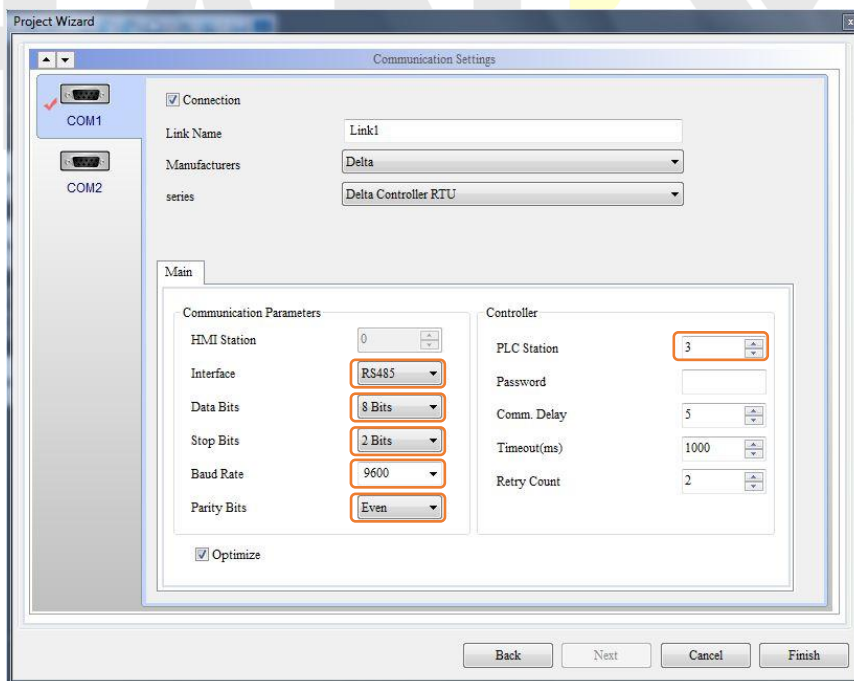 Project Wizard
Communication Settings
COM1
COM2
Connection
Link Name Link1
Manufacturers Delta
series Delta Controller RTU
Main
Communication Parameters
HMI Station 0
Interface RS485
Data Bits 8 Bits
Stop Bits 2 Bits
Baud Rate 9600
Parity Bits Even
Optimize
Controller
PLC Station 3
Password
Comm. Delay 5
Timeout(ms) 1000
Retry Count 2
Back Next Cancel Finish